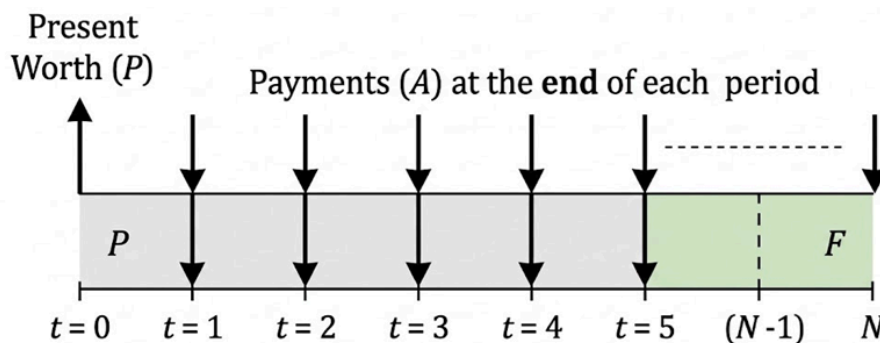 Present
Worth (P)
Payments (A) at the end of each period
P
F
t = 0
t = 1
t = 2
t = 3
t = 4
t = 5
(N -1)
N